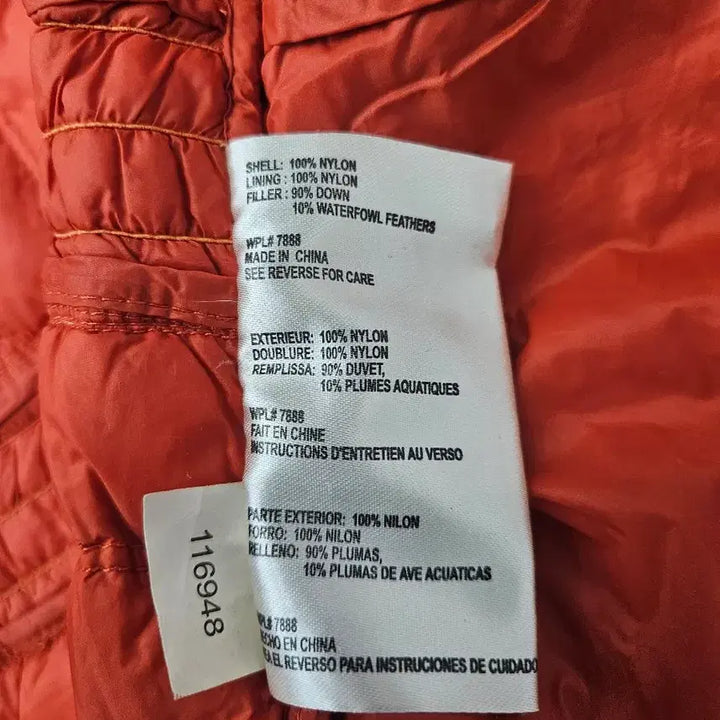 SHELL: 100% NYLON
LINING : 100% NYLON
FILLER : 90% DOWN
10% WATERFOWL FEATHERS
WPL# 7888
MADE IN CHINA
SEE REVERSE FOR CARE
EXTERIEUR: 100% NYLON
DOUBLURE: 100% NYLON
REMPLISSA: 90% DUVET,
10% PLUMES AQUATIQUES
WPL# 7888
FAIT EN CHINE
INSTRUCTIONS D'ENTRETIEN AU VERSO
PARTE EXTERIOR: 100% NILON
FORRO: 100% NILON
RELLENO: 90% PLUMAS,
10% PLUMAS DE AVE ACUATICAS
WPL# 7888
ECHO EN CHINA
EA EL REVERSO PARA INSTRUCCIONES DE CUIDADO
116948